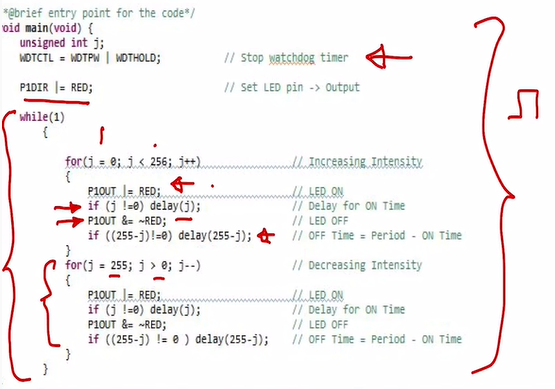 *@brief entry point for the code*/
void main(void) {
unsigned int j;
WDTCTL = WDTPW | WDTHOLD; // Stop watchdog timer
P1DIR |= RED; // Set LED pin -> Output
while(1)
{
for(j = 0; j < 256; j++) // Increasing Intensity
{
P1OUT |= RED; // LED ON
if (j !=0) delay(j); // Delay for ON Time
P1OUT &= ~RED; // LED OFF
if ((255-j)!=0) delay(255-j); // OFF Time = Period - ON Time
}
for(j = 255; j > 0; j--) // Decreasing Intensity
{
P1OUT |= RED; // LED ON
if (j !=0) delay(j); // Delay for ON Time
P1OUT &= ~RED; // LED OFF
if ((255-j) != 0 ) delay(255-j); // OFF Time = Period - ON Time
}
}